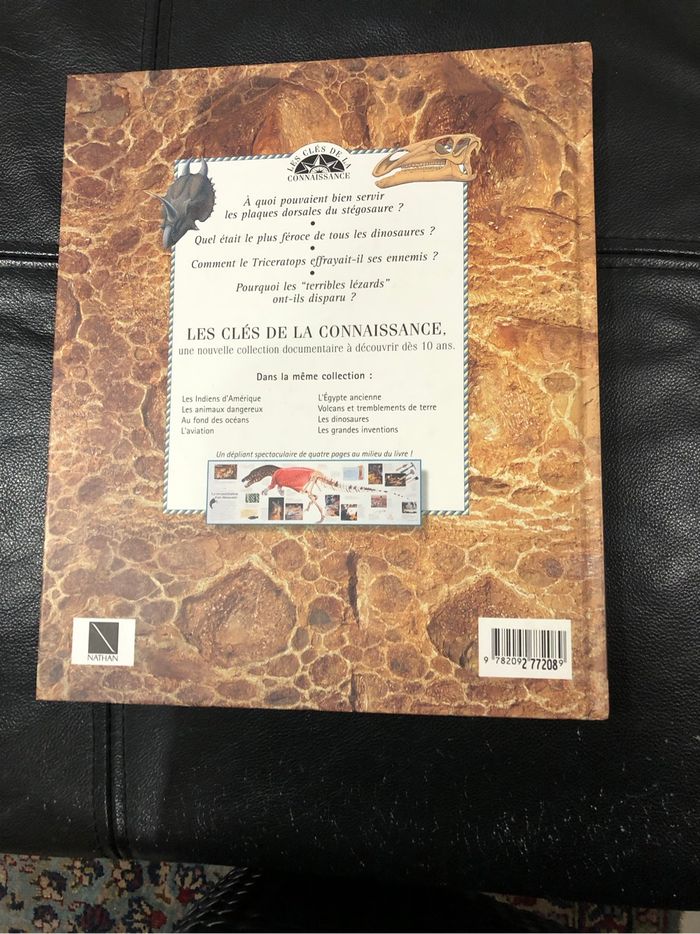 LES CLÉS DE LA
CONNAISSANCE
À quoi pouvaient bien servir
les plaques dorsales du stégosaure ?
•
Quel était le plus féroce de tous les dinosaures ?
•
Comment le Triceratops effrayait-il ses ennemis ?
•
Pourquoi les "terribles lézards"
ont-ils disparu ?
LES CLÉS DE LA CONNAISSANCE,
une nouvelle collection documentaire à découvrir dès 10 ans.
Dans la même collection :
Les Indiens d'Amérique
Les animaux dangereux
Au fond des océans
L'aviation
L'Égypte ancienne
Volcans et tremblements de terre
Les dinosaures
Les grandes inventions
Un dépliant spectaculaire de quatre pages au milieu du livre !
NATHAN
9 782092 772089